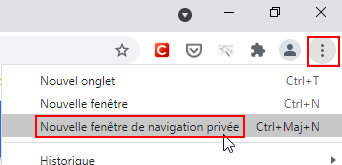 Nouvel onglet Ctrl+T
Nouvelle fenêtre Ctrl+N
Nouvelle fenêtre de navigation privée Ctrl+Maj+N
Historique